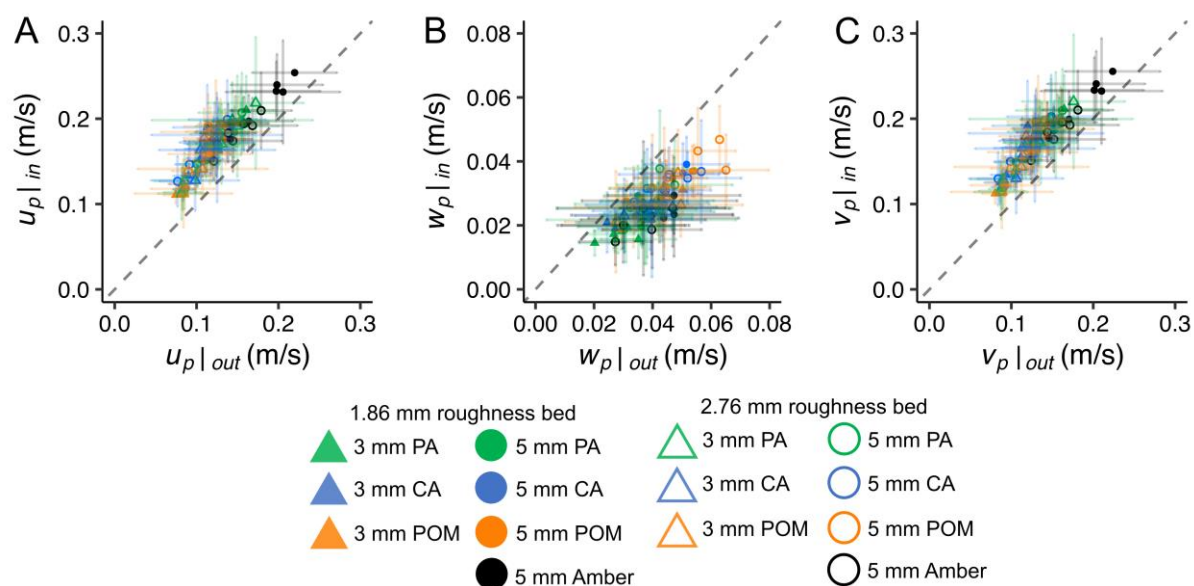 A
B
C
0.3
0.2
0.1
0.0
u_p|_in (m/s)
0.0 0.1 0.2 0.3
u_p|_out (m/s)
0.08
0.06
0.04
0.02
0.00
w_p|_in (m/s)
0.00 0.02 0.04 0.06 0.08
w_p|_out (m/s)
0.3
0.2
0.1
0.0
v_p|_in (m/s)
0.0 0.1 0.2 0.3
v_p|_out (m/s)
1.86 mm roughness bed 2.76 mm roughness bed
3 mm PA 5 mm PA 3 mm PA 5 mm PA
3 mm CA 5 mm CA 3 mm CA 5 mm CA
3 mm POM 5 mm POM 3 mm POM 5 mm POM
5 mm Amber 5 mm Amber